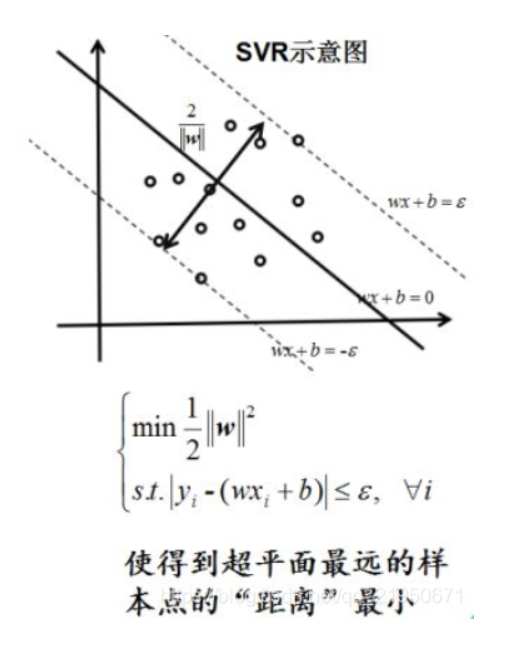 SVR示意图
2
‖w‖
wx+b=ε
wx+b=0
wx+b=-ε
min 1/2 ‖w‖²
s.t. |yᵢ-(wxᵢ+b)|≤ε, ∀i
使得到超平面最远的样
本点的“距离”最小